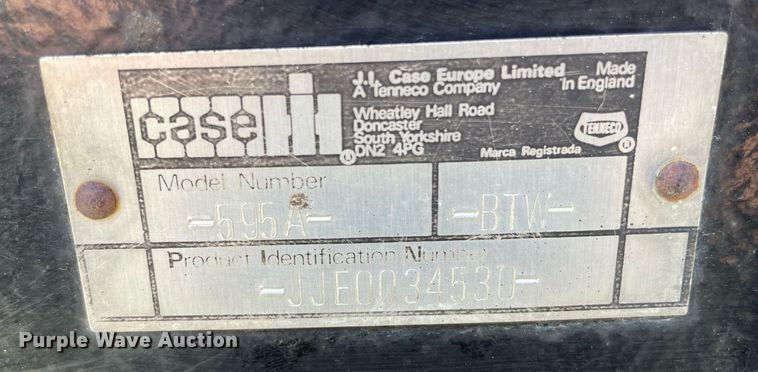 case IH ®
J.I. Case Europe Limited
A Tenneco Company
Wheatley Hall Road
Doncaster
South Yorkshire
DN2 4PG
Made
in England
TENNECO ®
Marca Registrada
Model Number
-595A- -BTW-
Product Identification Number
-JJE0034530-
Purple Wave Auction